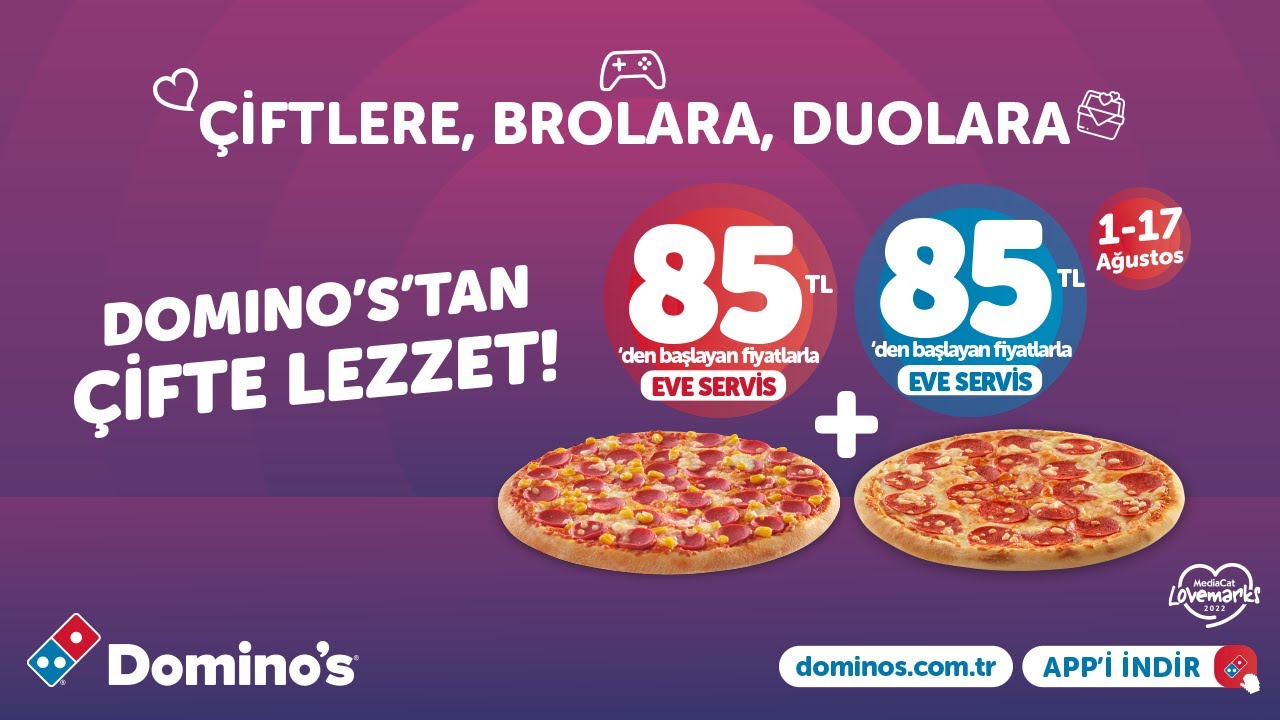 ÇİFTLERE, BROLARA, DUOLARA
DOMINO'S'TAN
ÇİFTE LEZZET!
85 TL
'den başlayan fiyatlarla
EVE SERVİS
+
85 TL
'den başlayan fiyatlarla
EVE SERVİS
1-17
Ağustos
MediaCat
Lovemarks
2022
Domino's®
dominos.com.tr
APP'İ İNDİR